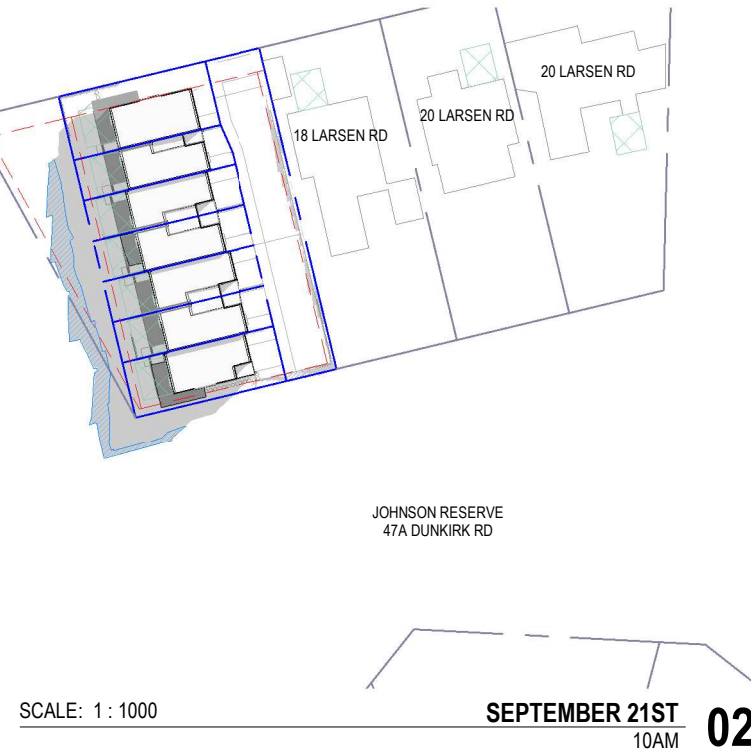 20 LARSEN RD
20 LARSEN RD
18 LARSEN RD
JOHNSON RESERVE
47A DUNKIRK RD
SCALE: 1 : 1000
SEPTEMBER 21ST
10AM
02